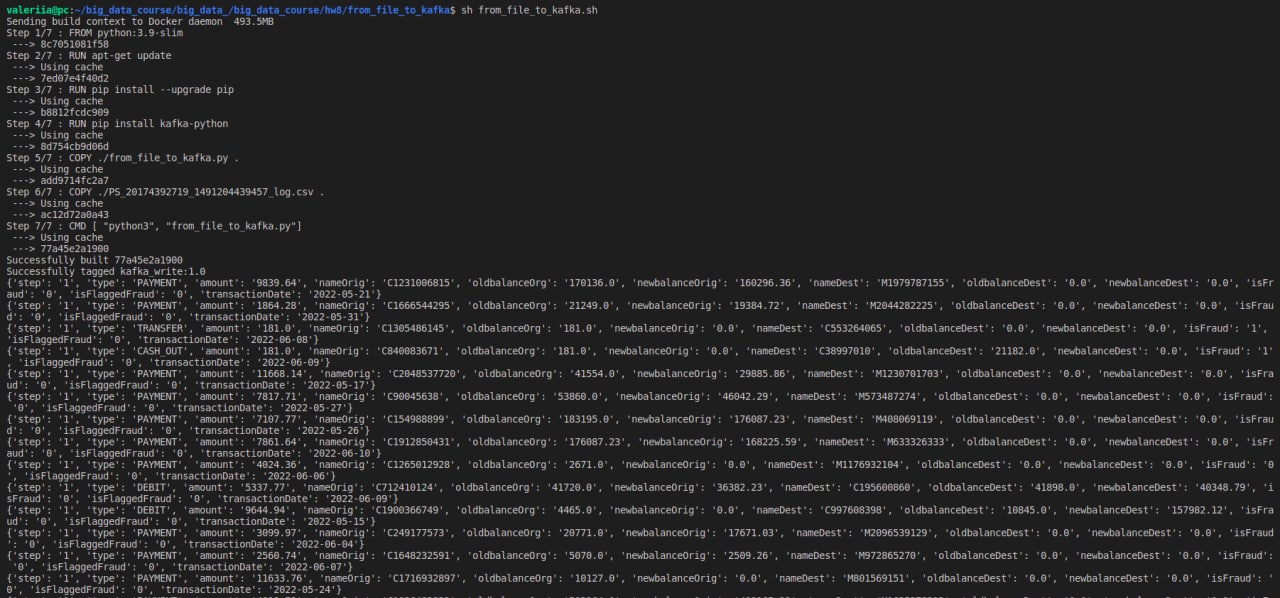 valeriia@pc:~/big_data_course/big_data_/big_data_course/hw8/from_file_to_kafka$ sh from_file_to_kafka.sh
Sending build context to Docker daemon  493.5MB
Step 1/7 : FROM python:3.9-slim
 ---> 8c7051081f58
Step 2/7 : RUN apt-get update
 ---> Using cache
 ---> 7ed07e4f40d2
Step 3/7 : RUN pip install --upgrade pip
 ---> Using cache
 ---> b8812fcdc909
Step 4/7 : RUN pip install kafka-python
 ---> Using cache
 ---> 8d754cb9d06d
Step 5/7 : COPY ./from_file_to_kafka.py .
 ---> Using cache
 ---> add9714fc2a7
Step 6/7 : COPY ./PS_20174392719_1491204439457_log.csv .
 ---> Using cache
 ---> ac12d72a0a43
Step 7/7 : CMD [ "python3", "from_file_to_kafka.py"]
 ---> Using cache
 ---> 77a45e2a1900
Successfully built 77a45e2a1900
Successfully tagged kafka_write:1.0
{'step': '1', 'type': 'PAYMENT', 'amount': '9839.64', 'nameOrig': 'C1231006815', 'oldbalanceOrg': '170136.0', 'newbalanceOrig': '160296.36', 'nameDest': 'M1979787155', 'oldbalanceDest': '0.0', 'newbalanceDest': '0.0', 'isFr
aud': '0', 'isFlaggedFraud': '0', 'transactionDate': '2022-05-21'}
{'step': '1', 'type': 'PAYMENT', 'amount': '1864.28', 'nameOrig': 'C1666544295', 'oldbalanceOrg': '21249.0', 'newbalanceOrig': '19384.72', 'nameDest': 'M2044282225', 'oldbalanceDest': '0.0', 'newbalanceDest': '0.0', 'isFrau
d': '0', 'isFlaggedFraud': '0', 'transactionDate': '2022-05-31'}
{'step': '1', 'type': 'TRANSFER', 'amount': '181.0', 'nameOrig': 'C1305486145', 'oldbalanceOrg': '181.0', 'newbalanceOrig': '0.0', 'nameDest': 'C553264065', 'oldbalanceDest': '0.0', 'newbalanceDest': '0.0', 'isFraud': '1',
'isFlaggedFraud': '0', 'transactionDate': '2022-06-08'}
{'step': '1', 'type': 'CASH_OUT', 'amount': '181.0', 'nameOrig': 'C840083671', 'oldbalanceOrg': '181.0', 'newbalanceOrig': '0.0', 'nameDest': 'C38997010', 'oldbalanceDest': '21182.0', 'newbalanceDest': '0.0', 'isFraud': '1'
, 'isFlaggedFraud': '0', 'transactionDate': '2022-06-09'}
{'step': '1', 'type': 'PAYMENT', 'amount': '11668.14', 'nameOrig': 'C2048537720', 'oldbalanceOrg': '41554.0', 'newbalanceOrig': '29885.86', 'nameDest': 'M1230701703', 'oldbalanceDest': '0.0', 'newbalanceDest': '0.0', 'isFra
ud': '0', 'isFlaggedFraud': '0', 'transactionDate': '2022-05-17'}
{'step': '1', 'type': 'PAYMENT', 'amount': '7817.71', 'nameOrig': 'C90045638', 'oldbalanceOrg': '53860.0', 'newbalanceOrig': '46042.29', 'nameDest': 'M573487274', 'oldbalanceDest': '0.0', 'newbalanceDest': '0.0', 'isFraud':
 '0', 'isFlaggedFraud': '0', 'transactionDate': '2022-05-27'}
{'step': '1', 'type': 'PAYMENT', 'amount': '7107.77', 'nameOrig': 'C154988899', 'oldbalanceOrg': '183195.0', 'newbalanceOrig': '176087.23', 'nameDest': 'M408069119', 'oldbalanceDest': '0.0', 'newbalanceDest': '0.0', 'isFrau
d': '0', 'isFlaggedFraud': '0', 'transactionDate': '2022-05-26'}
{'step': '1', 'type': 'PAYMENT', 'amount': '7861.64', 'nameOrig': 'C1912850431', 'oldbalanceOrg': '176087.23', 'newbalanceOrig': '168225.59', 'nameDest': 'M633326333', 'oldbalanceDest': '0.0', 'newbalanceDest': '0.0', 'isFr
aud': '0', 'isFlaggedFraud': '0', 'transactionDate': '2022-06-10'}
{'step': '1', 'type': 'PAYMENT', 'amount': '4024.36', 'nameOrig': 'C1265012928', 'oldbalanceOrg': '2671.0', 'newbalanceOrig': '0.0', 'nameDest': 'M1176932104', 'oldbalanceDest': '0.0', 'newbalanceDest': '0.0', 'isFraud': '0
', 'isFlaggedFraud': '0', 'transactionDate': '2022-06-06'}
{'step': '1', 'type': 'DEBIT', 'amount': '5337.77', 'nameOrig': 'C712410124', 'oldbalanceOrg': '41720.0', 'newbalanceOrig': '36382.23', 'nameDest': 'C195600860', 'oldbalanceDest': '41898.0', 'newbalanceDest': '40348.79', 'i
sFraud': '0', 'isFlaggedFraud': '0', 'transactionDate': '2022-06-09'}
{'step': '1', 'type': 'DEBIT', 'amount': '9644.94', 'nameOrig': 'C1900366749', 'oldbalanceOrg': '4465.0', 'newbalanceOrig': '0.0', 'nameDest': 'C997608398', 'oldbalanceDest': '10845.0', 'newbalanceDest': '157982.12', 'isFra
ud': '0', 'isFlaggedFraud': '0', 'transactionDate': '2022-05-15'}
{'step': '1', 'type': 'PAYMENT', 'amount': '3099.97', 'nameOrig': 'C249177573', 'oldbalanceOrg': '20771.0', 'newbalanceOrig': '17671.03', 'nameDest': 'M2096539129', 'oldbalanceDest': '0.0', 'newbalanceDest': '0.0', 'isFraud
': '0', 'isFlaggedFraud': '0', 'transactionDate': '2022-06-04'}
{'step': '1', 'type': 'PAYMENT', 'amount': '2560.74', 'nameOrig': 'C1648232591', 'oldbalanceOrg': '5070.0', 'newbalanceOrig': '2509.26', 'nameDest': 'M972865270', 'oldbalanceDest': '0.0', 'newbalanceDest': '0.0', 'isFraud':
 '0', 'isFlaggedFraud': '0', 'transactionDate': '2022-06-07'}
{'step': '1', 'type': 'PAYMENT', 'amount': '11633.76', 'nameOrig': 'C1716932897', 'oldbalanceOrg': '10127.0', 'newbalanceOrig': '0.0', 'nameDest': 'M801569151', 'oldbalanceDest': '0.0', 'newbalanceDest': '0.0', 'isFraud': '
0', 'isFlaggedFraud': '0', 'transactionDate': '2022-05-24'}